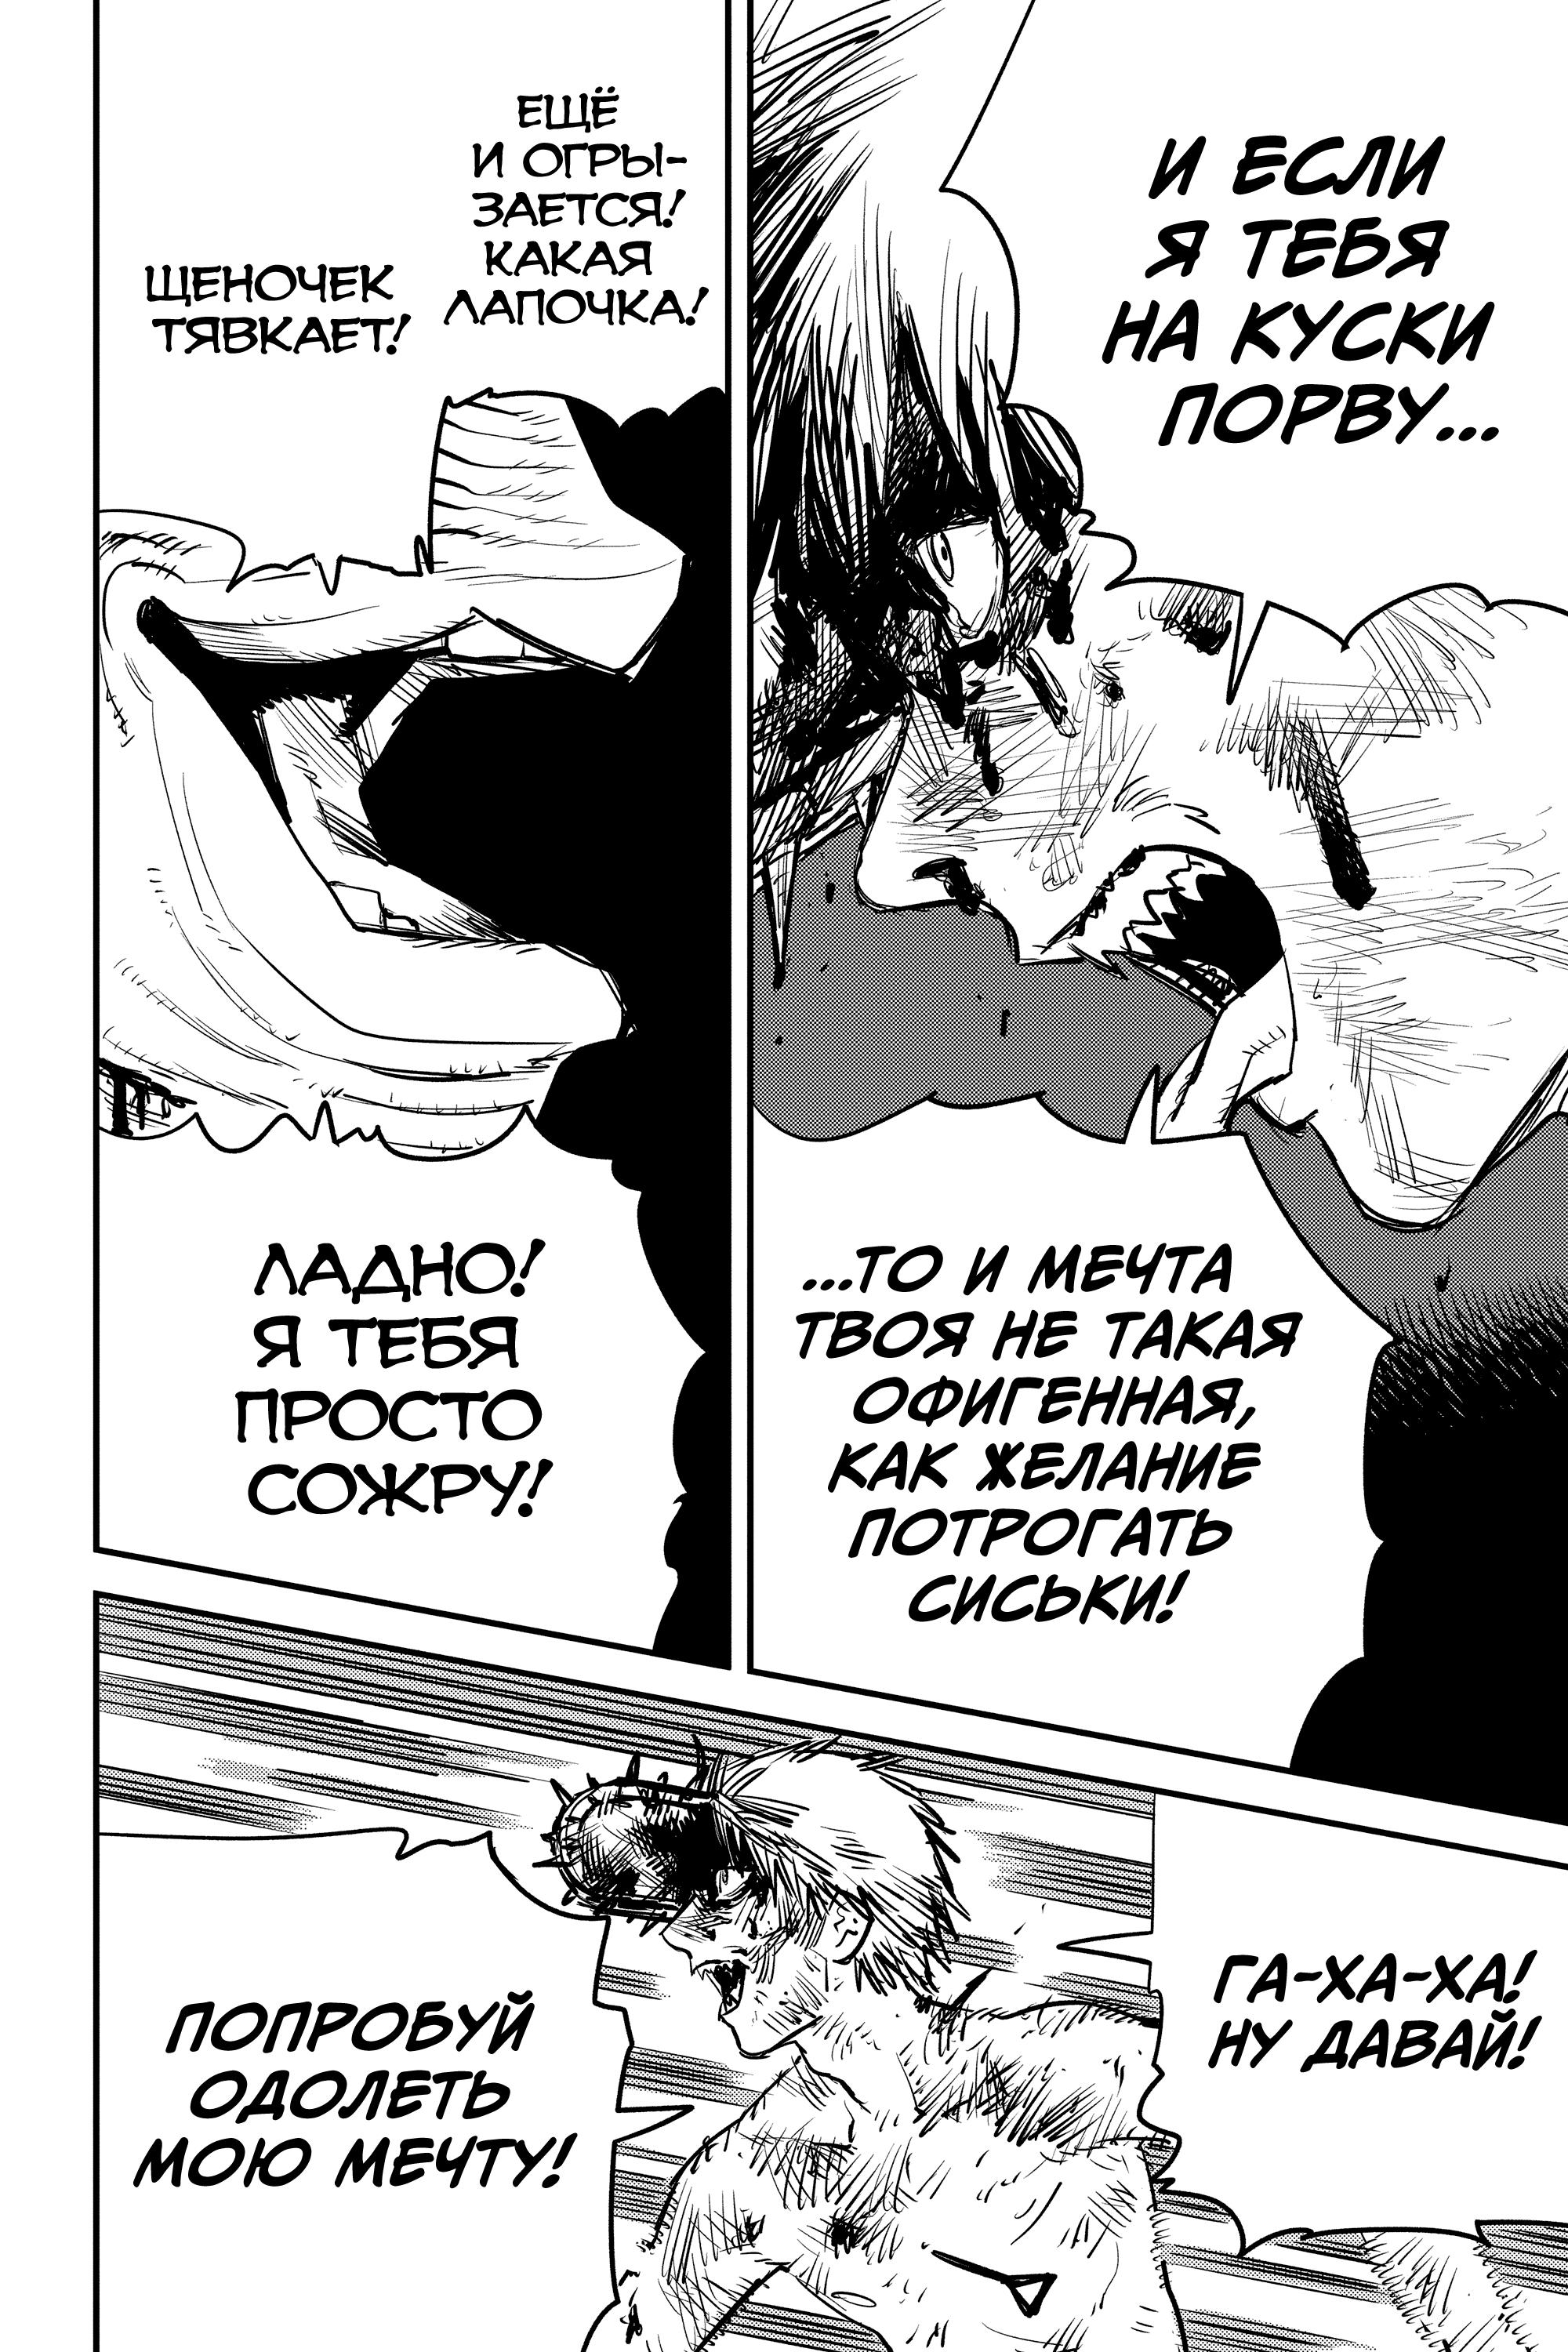 И ЕСЛИ
Я ТЕБЯ
НА КУСКИ
ПОРВУ...
...ТО И МЕЧТА
ТВОЯ НЕ ТАКАЯ
ОФИГЕННАЯ,
КАК ЖЕЛАНИЕ
ПОТРОГАТЬ
СИСЬКИ!
ЕЩЁ
И ОГРЫ-
ЗАЕТСЯ!
КАКАЯ
ЛАПОЧКА!
ЩЕНОЧЕК
ТЯВКАЕТ!
ЛАДНО!
Я ТЕБЯ
ПРОСТО
СОЖРУ!
ГА-ХА-ХА!
НУ ДАВАЙ!
ПОПРОБУЙ
ОДОЛЕТЬ
МОЮ МЕЧТУ!